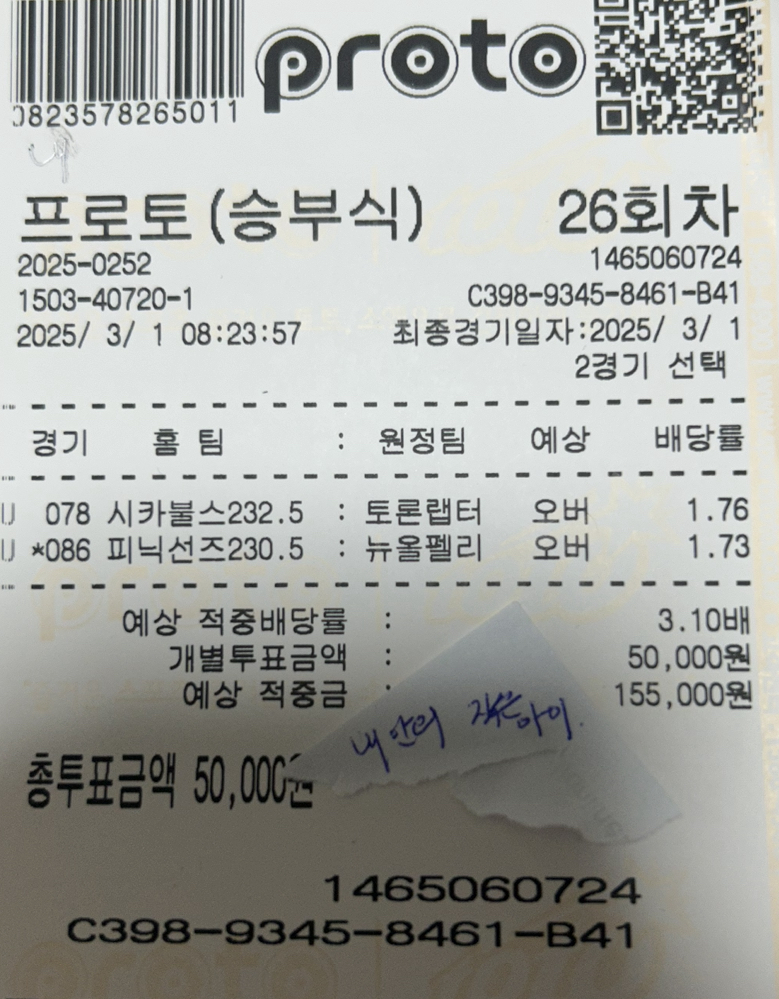 0823578265011
proto
프로토(승부식) 26회차
2025-0252 1465060724
1503-40720-1 C398-9345-8461-B41
2025/ 3/ 1 08:23:57 최종경기일자:2025/ 3/ 1
2경기 선택
경기 홈 팀 : 원정팀 예상 배당률
U 078 시카불스232.5 : 토론랩터 오버 1.76
U *086 피닉선즈230.5 : 뉴올펠리 오버 1.73
예상 적중배당률 : 3.10배
개별투표금액 : 50,000원
예상 적중금 : 155,000원
내 안의 작은아이.
총투표금액 50,000원
1465060724
C398-9345-8461-B41